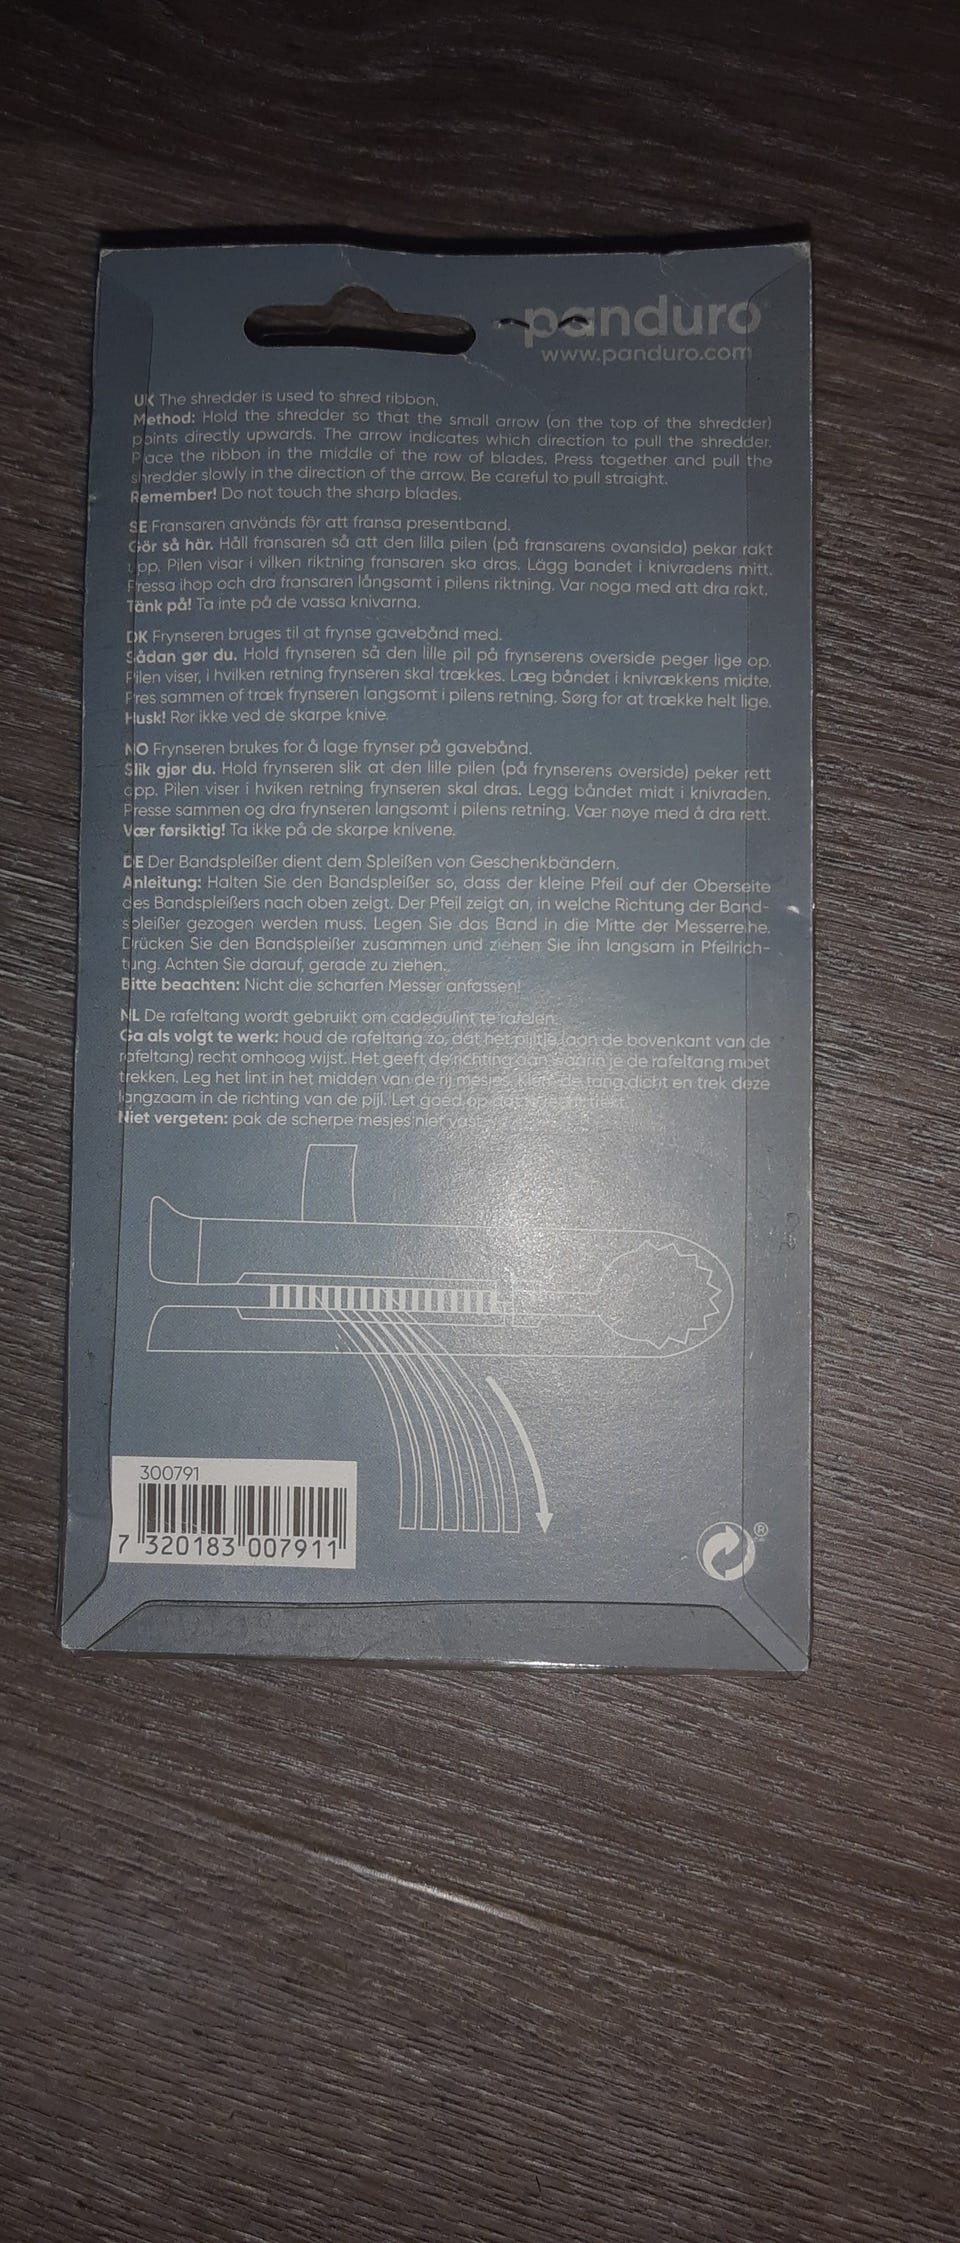 panduro
www.panduro.com
UK The shredder is used to shred ribbon.
Method: Hold the shredder so that the small arrow (on the top of the shredder)
points directly upwards. The arrow indicates which direction to pull the shredder.
Place the ribbon in the middle of the row of blades. Press together and pull the
shredder slowly in the direction of the arrow. Be careful to pull straight.
Remember! Do not touch the sharp blades.
SE Fransaren används för att fransa presentband.
Gör så här. Håll fransaren så att den lilla pilen (på fransarens ovansida) pekar rakt
upp. Pilen visar i vilken riktning fransaren ska dras. Lägg bandet i knivradens mitt.
Pressa ihop och dra fransaren långsamt i pilens riktning. Var noga med att dra rakt.
Tänk på! Ta inte på de vassa knivarna.
DK Frynseren bruges til at frynse gavebånd med.
Sådan gør du. Hold frynseren så den lille pil på frynserens overside peger lige op.
Pilen viser, i hvilken retning frynseren skal trækkes. Læg båndet i knivrækkens midte.
Pres sammen of træk frynseren langsomt i pilens retning. Sørg for at trække helt lige.
Husk! Rør ikke ved de skarpe knive.
NO Frynseren brukes for å lage frynser på gavebånd.
Slik gjør du. Hold frynseren slik at den lille pilen (på frynserens overside) peker rett
opp. Pilen viser i hviken retning frynseren skal dras. Legg båndet midt i knivraden.
Presse sammen og dra frynseren langsomt i pilens retning. Vær nøye med å dra rett.
Vær førsiktig! Ta ikke på de skarpe knivene.
DE Der Bandspleißer dient dem Spleißen von Geschenkbändern.
Anleitung: Halten Sie den Bandspleißer so, dass der kleine Pfeil auf der Oberseite
des Bandspleißers nach oben zeigt. Der Pfeil zeigt an, in welche Richtung der Band-
spleißer gezogen werden muss. Legen Sie das Band in die Mitte der Messerreihe.
Drücken Sie den Bandspleißer zusammen und ziehen Sie ihn langsam in Pfeilrich-
tung. Achten Sie darauf, gerade zu ziehen.
Bitte beachten: Nicht die scharfen Messer anfassen!
NL De rafeltang wordt gebruikt om cadeaulint te rafelen.
Ga als volgt te werk: houd de rafeltang zo, dat het pijltje (aan de bovenkant van de
rafeltang) recht omhoog wijst. Het geeft de richting aan waarin je de rafeltang moet
trekken. Leg het lint in het midden van de rij mesjes. Klem de tang dicht en trek deze
langzaam in de richting van de pijl. Let goed op dat je recht trekt.
Niet vergeten: pak de scherpe mesjes niet vast.
300791
7 320183 007911
®